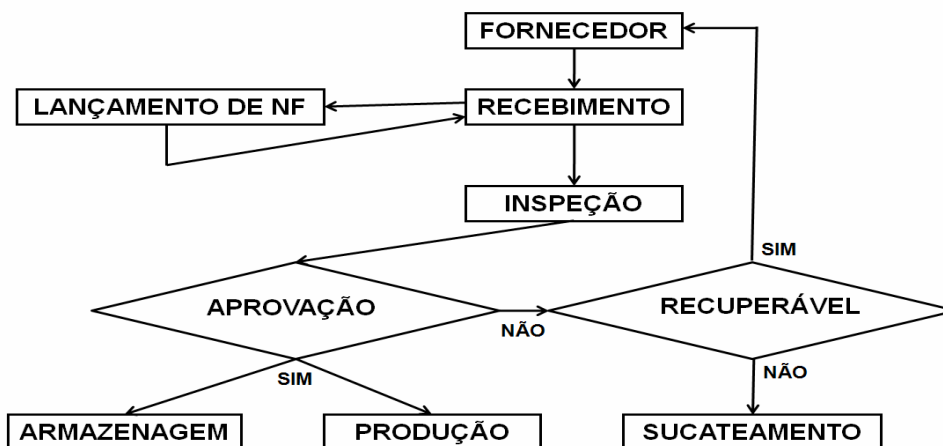 FORNECEDOR
LANÇAMENTO DE NF
RECEBIMENTO
INSPEÇÃO
SIM
APROVAÇÃO
RECUPERÁVEL
NÃO
SIM
NÃO
ARMAZENAGEM
PRODUÇÃO
SUCATEAMENTO